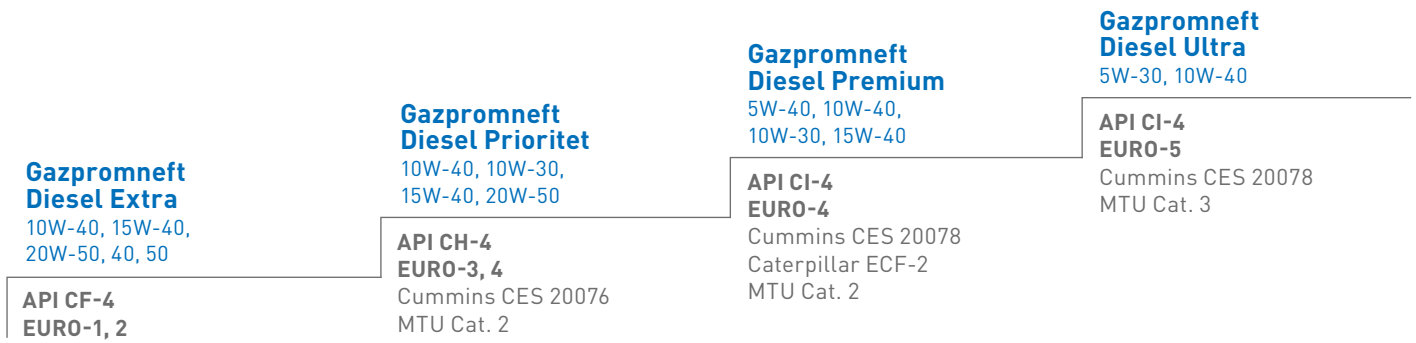 Gazpromneft
Diesel Extra
10W-40, 15W-40,
20W-50, 40, 50
API CF-4
EURO-1, 2
Gazpromneft
Diesel Prioritet
10W-40, 10W-30,
15W-40, 20W-50
API CH-4
EURO-3, 4
Cummins CES 20076
MTU Cat. 2
Gazpromneft
Diesel Premium
5W-40, 10W-40,
10W-30, 15W-40
API CI-4
EURO-4
Cummins CES 20078
Caterpillar ECF-2
MTU Cat. 2
Gazpromneft
Diesel Ultra
5W-30, 10W-40
API CI-4
EURO-5
Cummins CES 20078
MTU Cat. 3